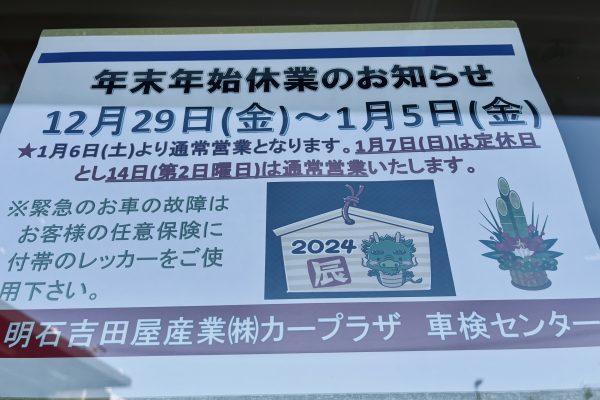 年末年始休業のお知らせ
12月29日(金)～1月5日(金)
★1月6日(土)より通常営業となります。1月7日(日)は定休日
とし14日(第2日曜日)は通常営業いたします。
※緊急のお車の故障は
お客様の任意保険に
付帯のレッカーをご使
用下さい。
2024
辰
明石吉田屋産業㈱カープラザ 車検センター